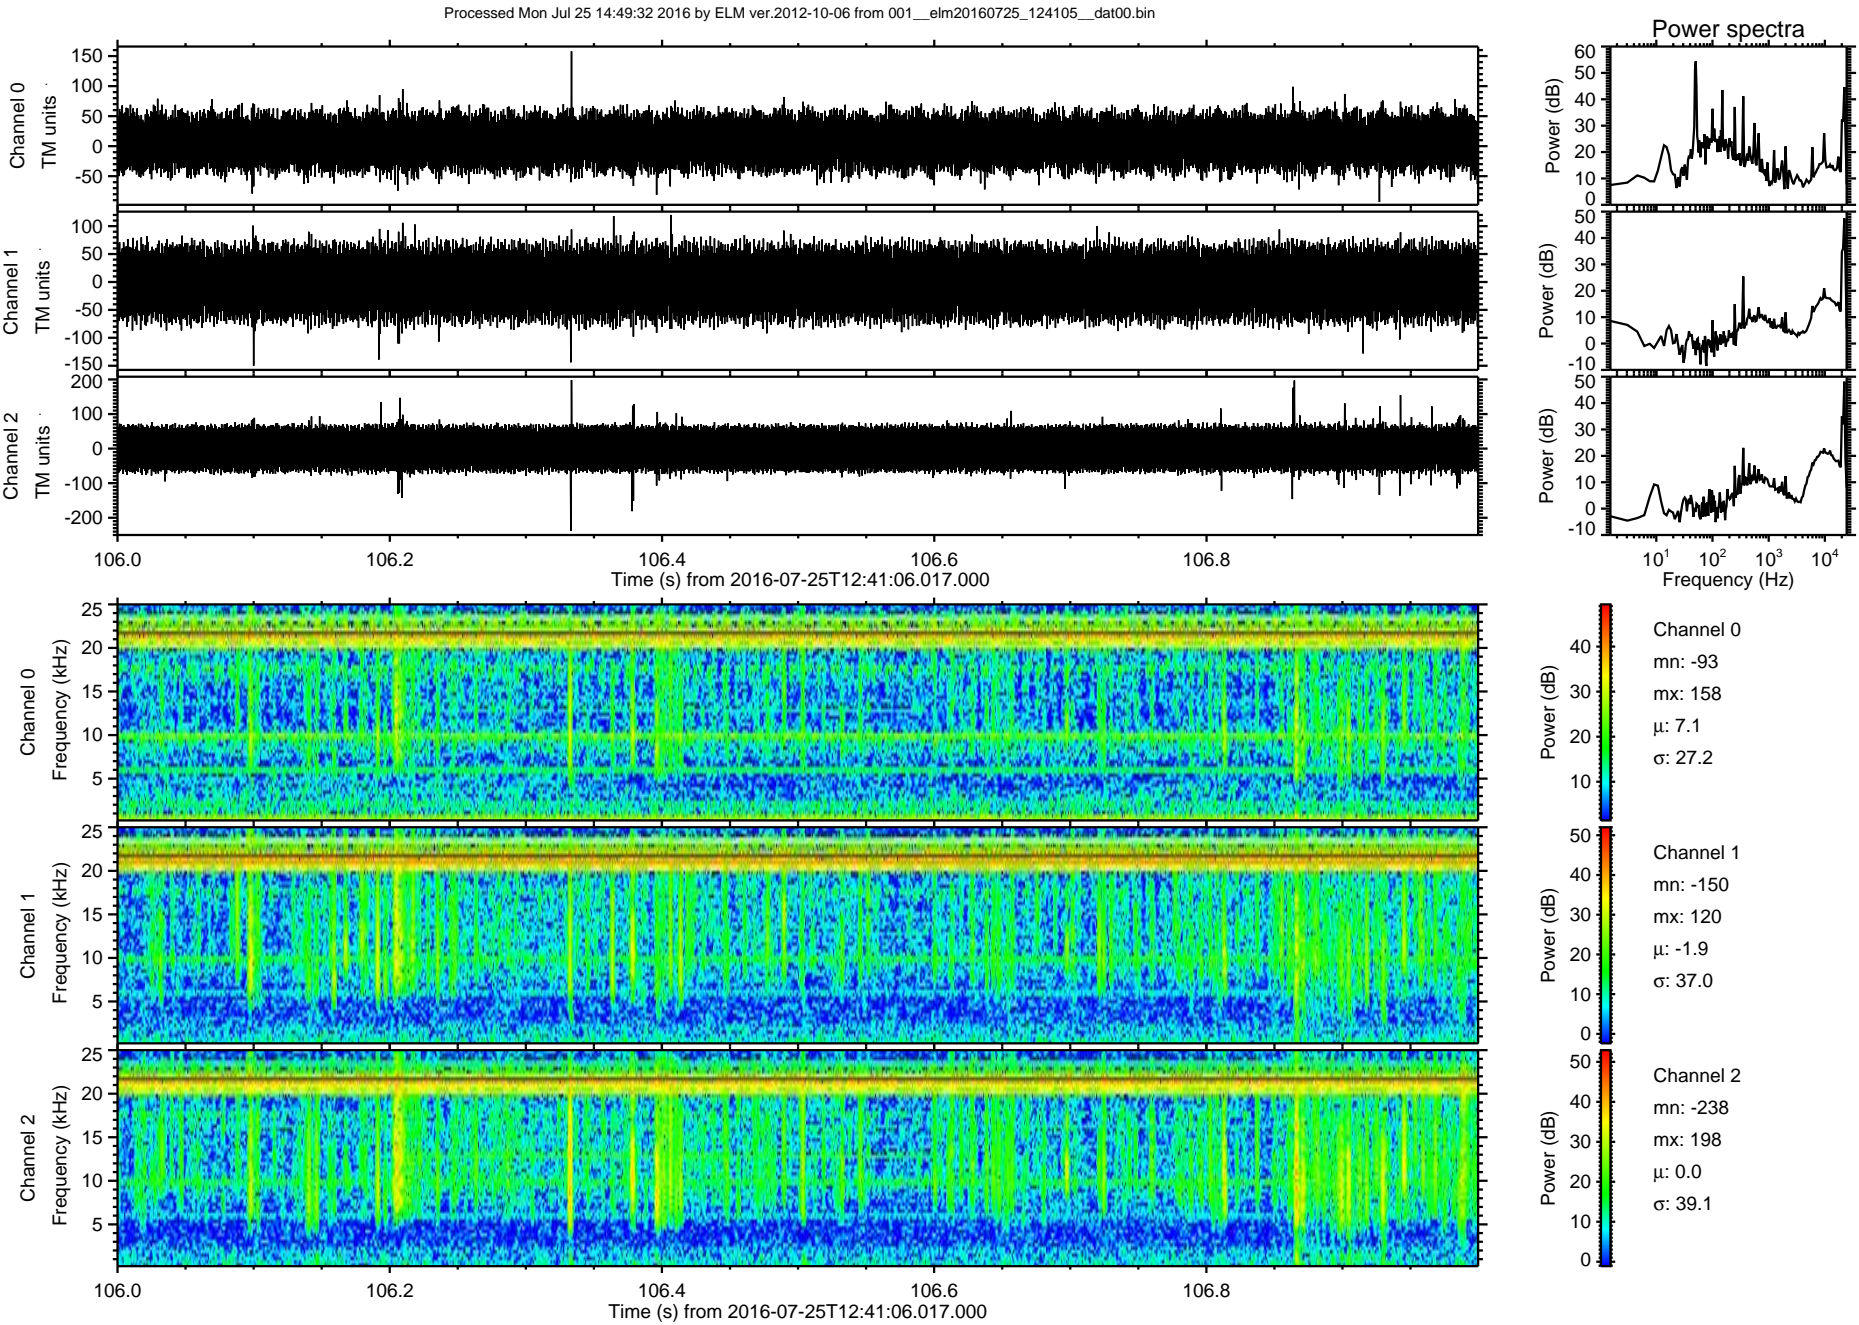 Processed Mon Jul 25 14:49:32 2016 by ELM ver.2012-10-06 from 001__elm20160725_124105__dat00.bin
Power spectra
Channel 0
TM units
150
100
50
0
-50
Power (dB)
60
50
40
30
20
10
0
Channel 1
TM units
100
50
0
-50
-100
-150
Power (dB)
50
40
30
20
10
0
-10
Channel 2
TM units
200
100
0
-100
-200
Power (dB)
50
40
30
20
10
0
-10
106.0 106.2 106.4 106.6 106.8
Time (s) from 2016-07-25T12:41:06.017.000
10^1 10^2 10^3 10^4
Frequency (Hz)
Channel 0
Frequency (kHz)
25
20
15
10
5
Power (dB)
40
30
20
10
Channel 0
mn: -93
mx: 158
μ: 7.1
σ: 27.2
Channel 1
Frequency (kHz)
25
20
15
10
5
Power (dB)
50
40
30
20
10
0
Channel 1
mn: -150
mx: 120
μ: -1.9
σ: 37.0
Channel 2
Frequency (kHz)
25
20
15
10
5
Power (dB)
50
40
30
20
10
0
Channel 2
mn: -238
mx: 198
μ: 0.0
σ: 39.1
106.0 106.2 106.4 106.6 106.8
Time (s) from 2016-07-25T12:41:06.017.000